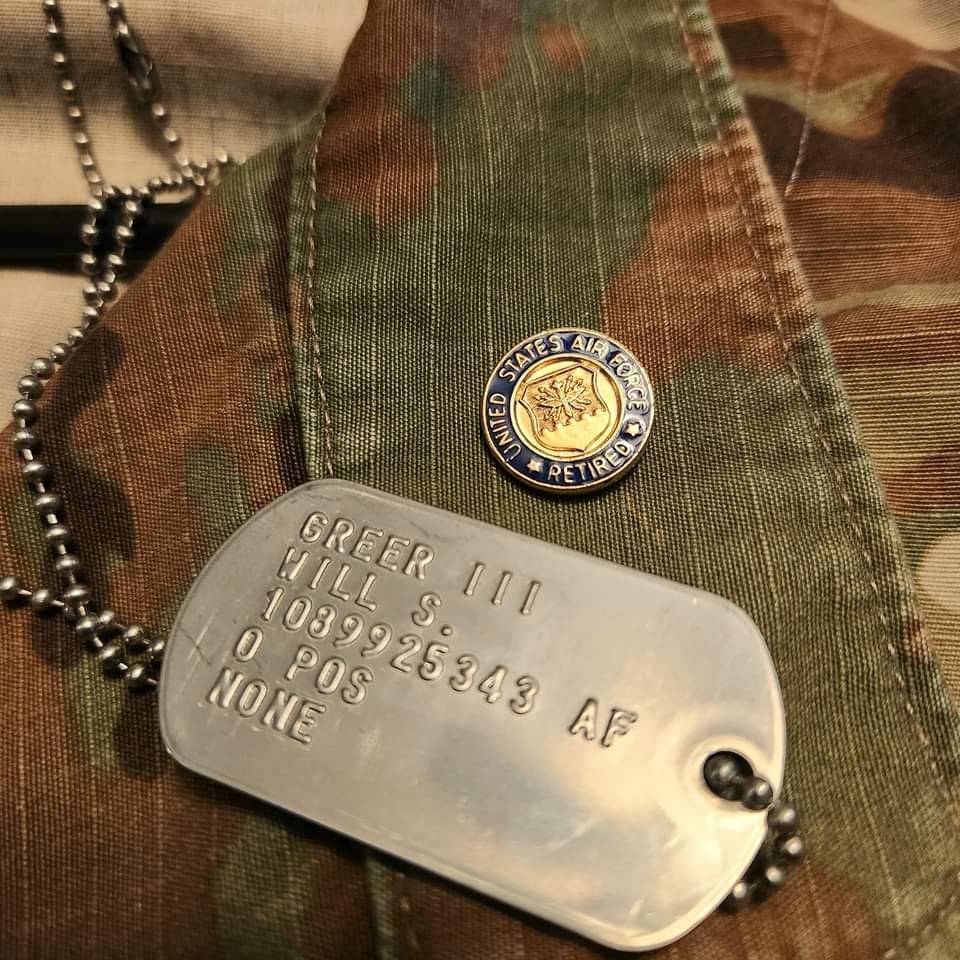 UNITED STATES AIR FORCE
RETIRED
GREER III
WILL S.
1089925343 AF
O POS
NONE